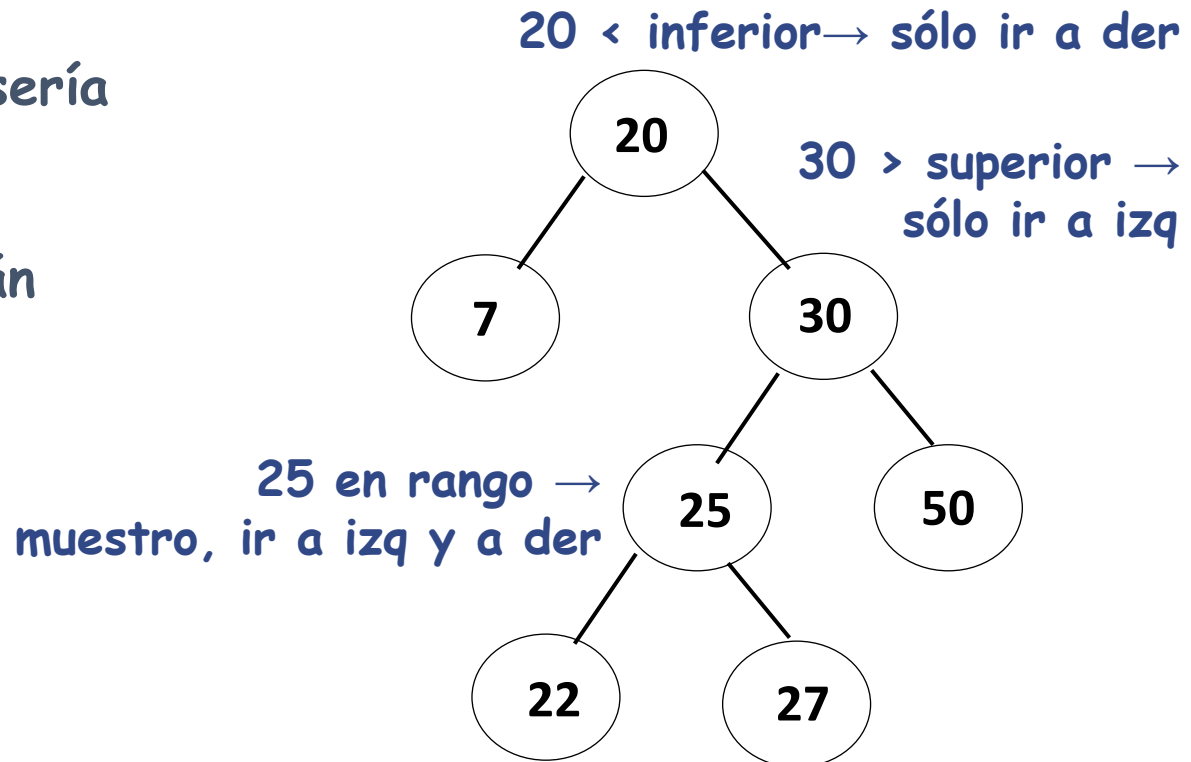 20 < inferior→ sólo ir a der
sería
20
30 > superior →
sólo ir a izq
7
30
25 en rango →
muestro, ir a izq y a der
25
50
22
27